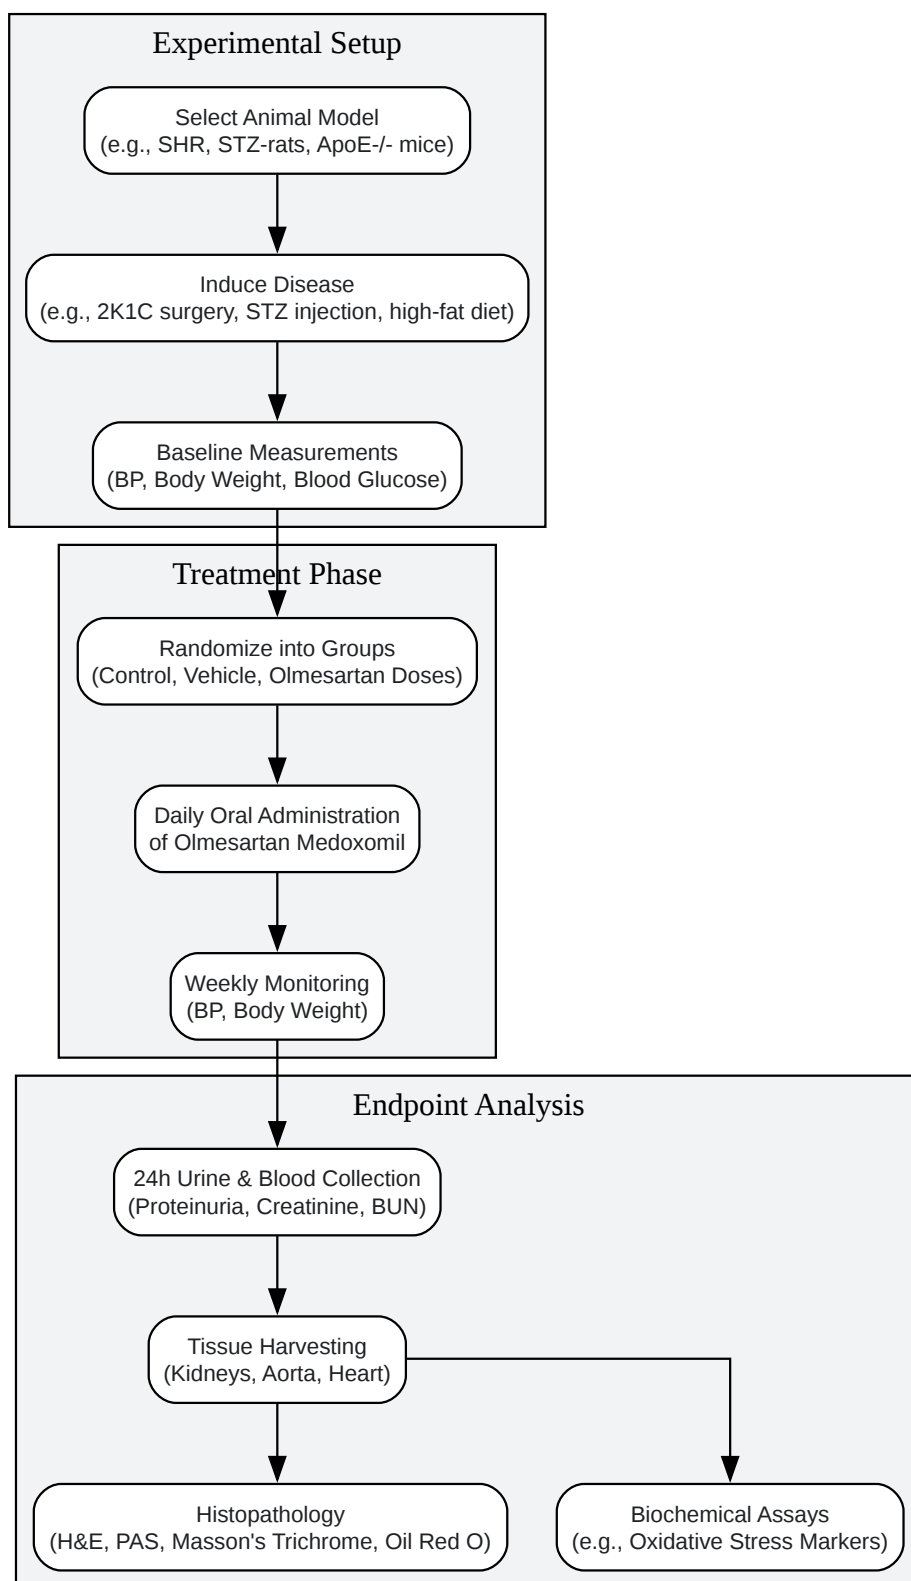 Experimental Setup
Select Animal Model
(e.g., SHR, STZ-rats, ApoE-/- mice)
Induce Disease
(e.g., 2K1C surgery, STZ injection, high-fat diet)
Baseline Measurements
(BP, Body Weight, Blood Glucose)
Treatment Phase
Randomize into Groups
(Control, Vehicle, Olmesartan Doses)
Daily Oral Administration
of Olmesartan Medoxomil
Weekly Monitoring
(BP, Body Weight)
Endpoint Analysis
24h Urine & Blood Collection
(Proteinuria, Creatinine, BUN)
Tissue Harvesting
(Kidneys, Aorta, Heart)
Histopathology
(H&E, PAS, Masson's Trichrome, Oil Red O)
Biochemical Assays
(e.g., Oxidative Stress Markers)